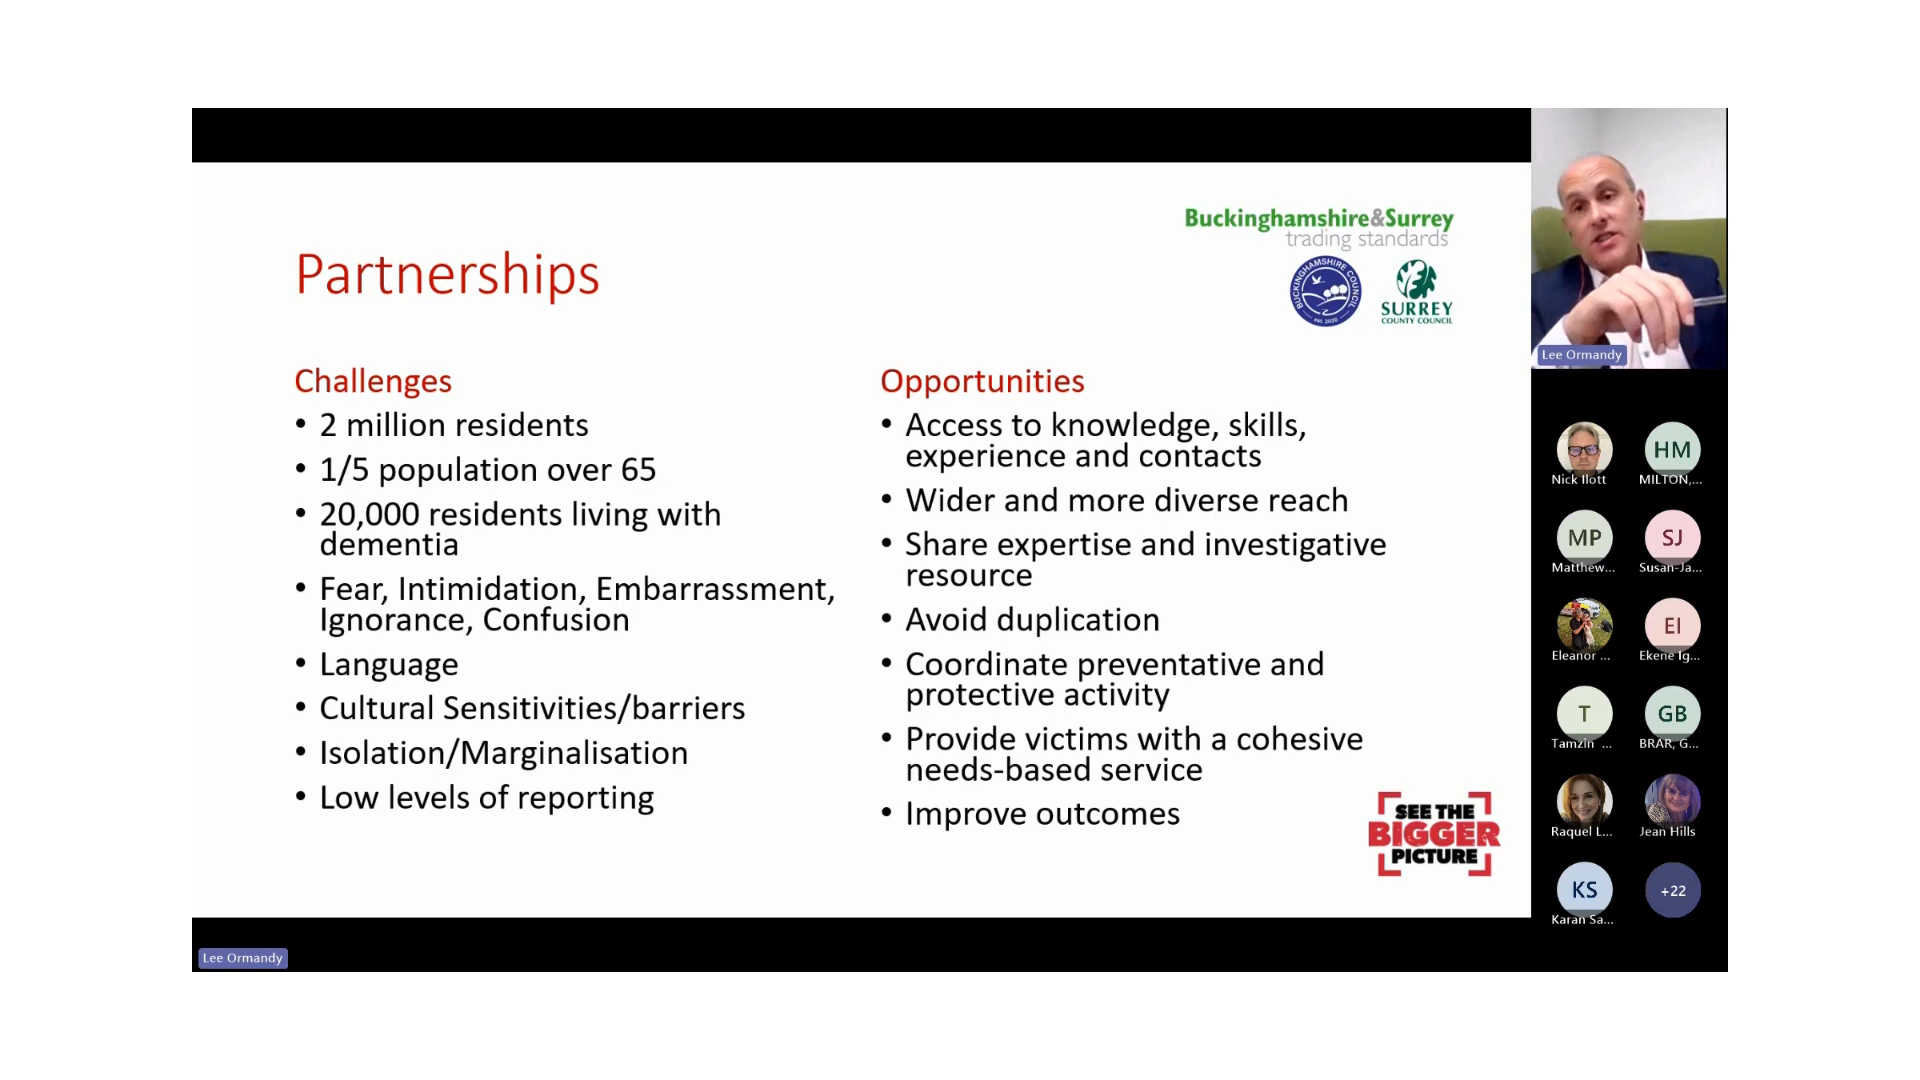 Buckinghamshire&Surrey
trading standards
BUCKINGHAMSHIRE COUNCIL
est. 2020
SURREY
COUNTY COUNCIL
Partnerships
Challenges
• 2 million residents
• 1/5 population over 65
• 20,000 residents living with
dementia
• Fear, Intimidation, Embarrassment,
Ignorance, Confusion
• Language
• Cultural Sensitivities/barriers
• Isolation/Marginalisation
• Low levels of reporting
Opportunities
• Access to knowledge, skills,
experience and contacts
• Wider and more diverse reach
• Share expertise and investigative
resource
• Avoid duplication
• Coordinate preventative and
protective activity
• Provide victims with a cohesive
needs-based service
• Improve outcomes
SEE THE
BIGGER
PICTURE
Lee Ormandy
Lee Ormandy
Nick Ilott
HM
MILTON,...
MP
Matthew...
SJ
Susan-Ja...
Eleanor ...
EI
Ekene Ig...
T
Tamzin ...
GB
BRAR, G...
Raquel L...
Jean Hills
KS
Karan Sa...
+22